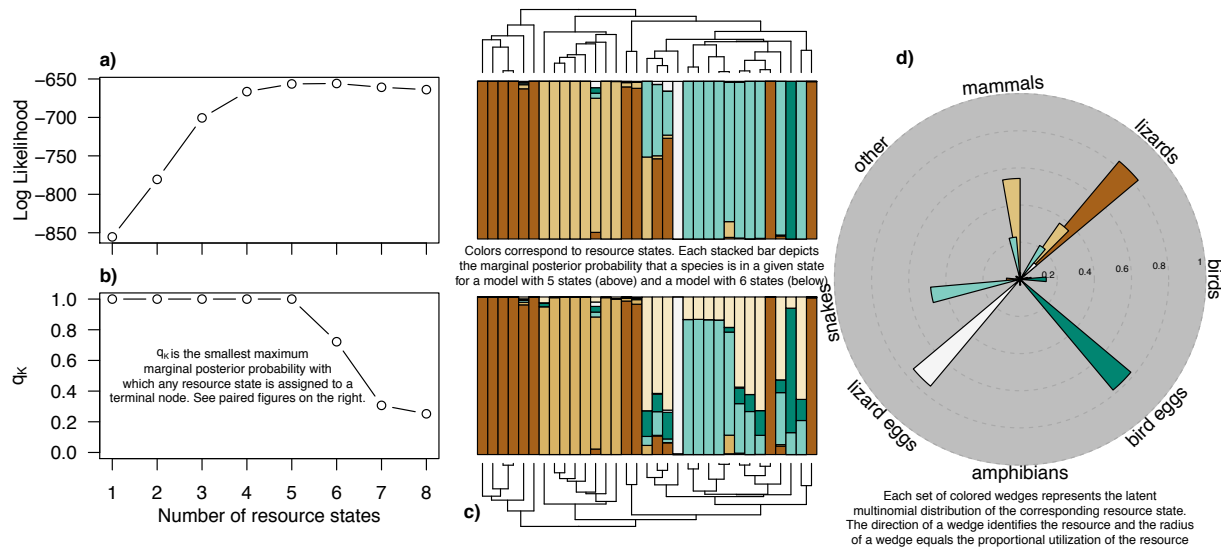 a)
Log Likelihood
−650
−700
−750
−800
−850
b)
qK
1.0
0.8
0.6
0.4
0.2
0.0
qK is the smallest maximum
marginal posterior probability with
which any resource state is assigned to a
terminal node. See paired figures on the right.
1 2 3 4 5 6 7 8
Number of resource states
Colors correspond to resource states. Each stacked bar depicts
the marginal posterior probability that a species is in a given state
for a model with 5 states (above) and a model with 6 states (below)
c)
d)
mammals
lizards
birds
bird eggs
amphibians
lizard eggs
snakes
other
0.2 0.4 0.6 0.8 1
Each set of colored wedges represents the latent
multinomial distribution of the corresponding resource state.
The direction of a wedge identifies the resource and the radius
of a wedge equals the proportional utilization of the resource